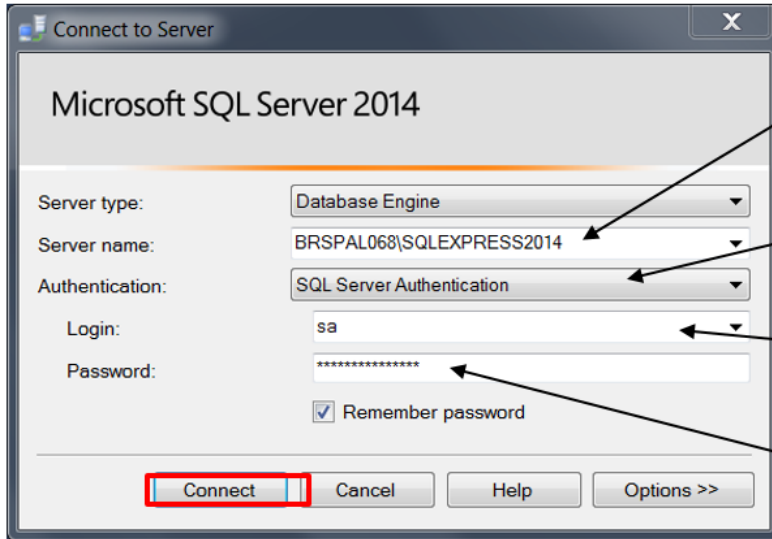 Connect to Server
Microsoft SQL Server 2014
Server type: Database Engine
Server name: BRSPAL068\SQLEXPRESS2014
Authentication: SQL Server Authentication
Login: sa
Password: ***************
Remember password
Connect Cancel Help Options >>